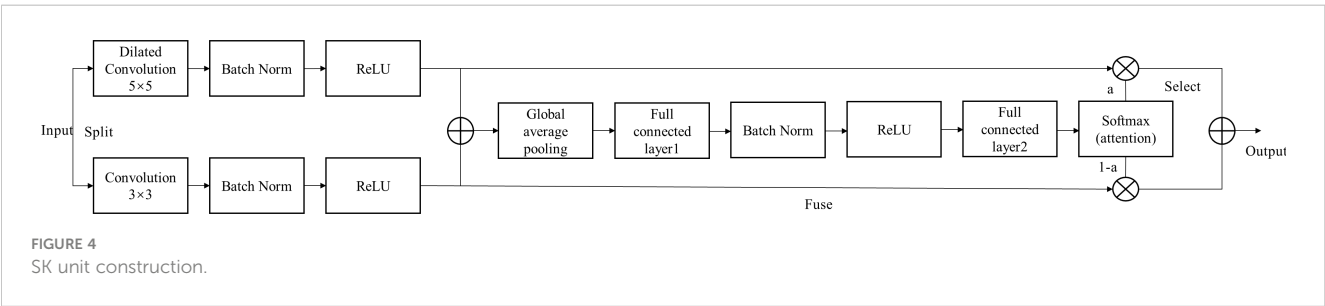 Dilated
Convolution
5×5
Batch Norm
ReLU
a
Select
Input
Split
Global
average
pooling
Full
connected
layer1
Batch Norm
ReLU
Full
connected
layer2
Softmax
(attention)
Output
Convolution
3×3
Batch Norm
ReLU
1-a
Fuse
FIGURE 4
SK unit construction.